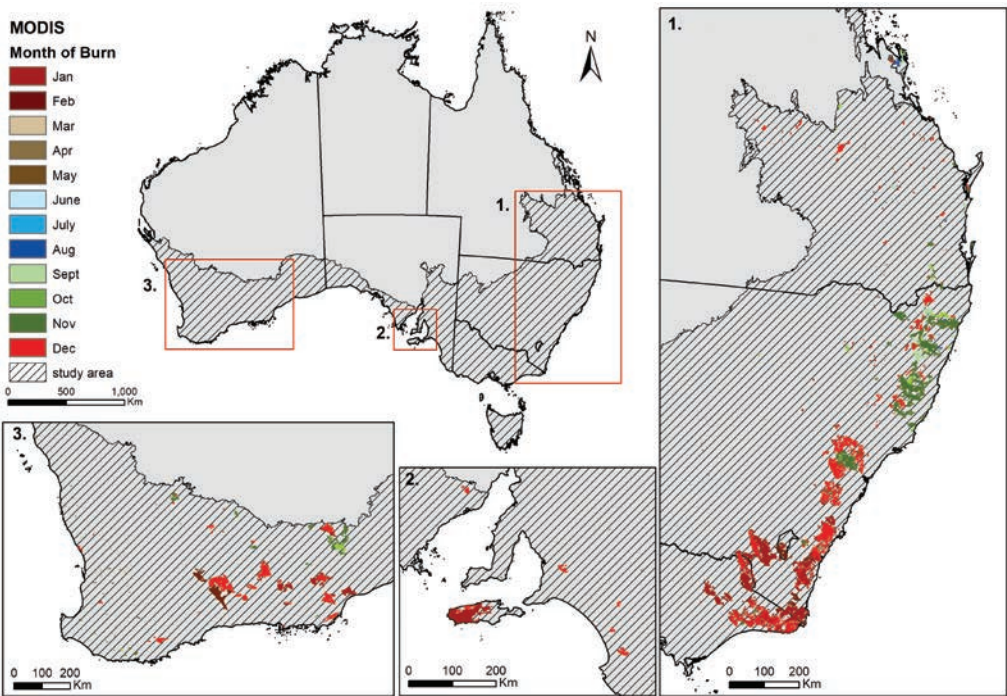 MODIS
Month of Burn
Jan
Feb
Mar
Apr
May
June
July
Aug
Sept
Oct
Nov
Dec
study area
0 500 1,000
Km
N
1.
2.
3.
1.
0 100 200
Km
3.
0 100 200
Km
2.
0 100 200
Km